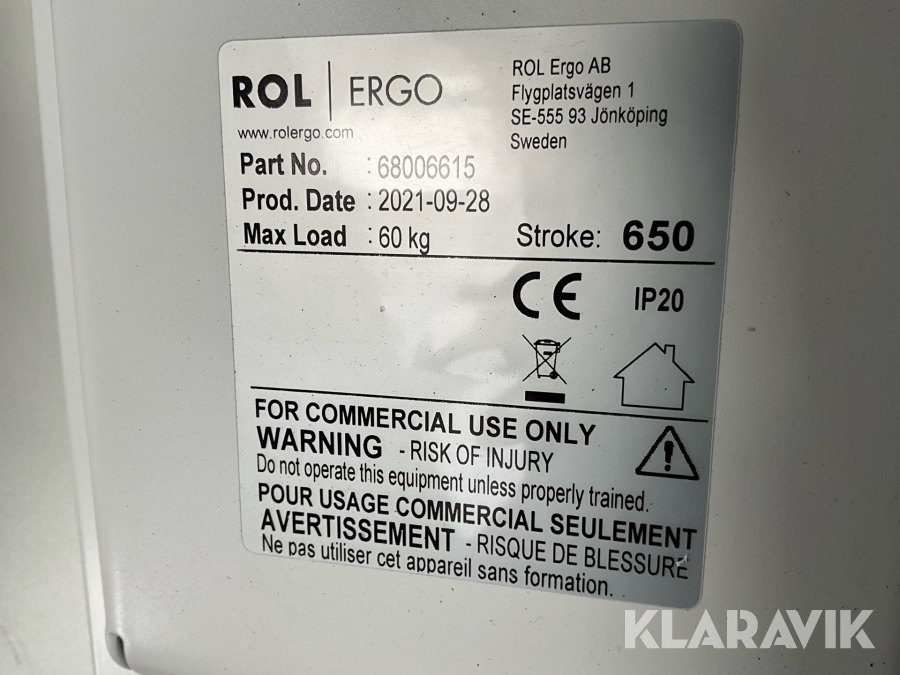 ROL | ERGO
www.rolergo.com
ROL Ergo AB
Flygplatsvägen 1
SE-555 93 Jönköping
Sweden
Part No. : 68006615
Prod. Date : 2021-09-28
Max Load : 60 kg
Stroke: 650
CE
IP20
FOR COMMERCIAL USE ONLY
WARNING - RISK OF INJURY
Do not operate this equipment unless properly trained.
POUR USAGE COMMERCIAL SEULEMENT
AVERTISSEMENT - RISQUE DE BLESSURE
Ne pas utiliser cet appareil sans formation.
KLARAVIK